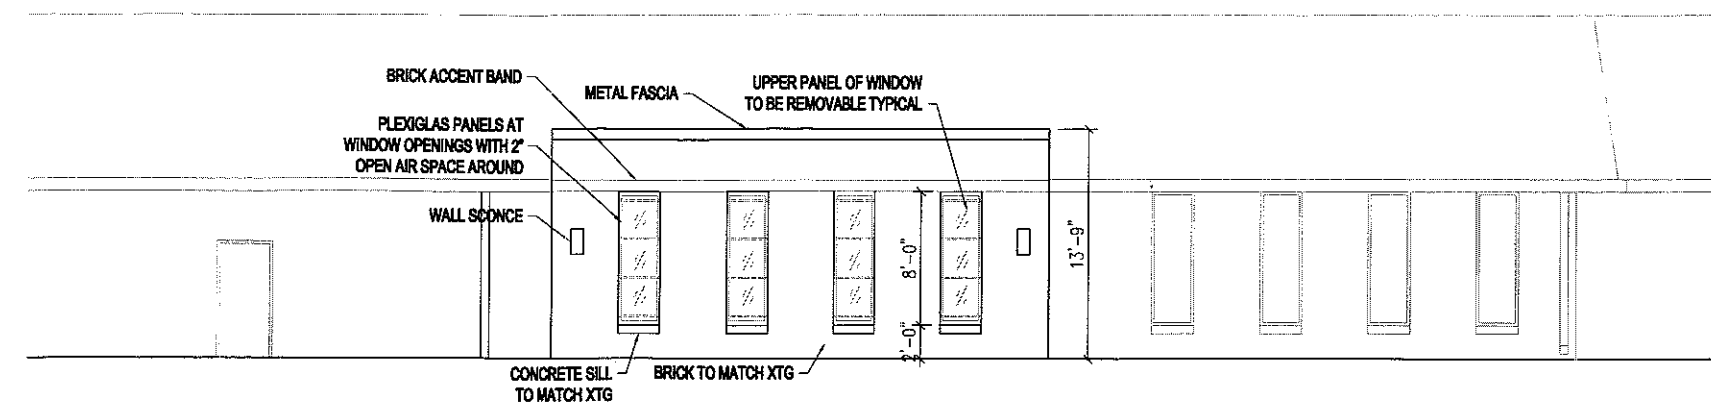 BRICK ACCENT BAND
METAL FASCIA
UPPER PANEL OF WINDOW
TO BE REMOVABLE TYPICAL
PLEXIGLAS PANELS AT
WINDOW OPENINGS WITH 2"
OPEN AIR SPACE AROUND
WALL SCONCE
8'-0"
13'-9"
2'-0"
CONCRETE SILL
TO MATCH XTG
BRICK TO MATCH XTG